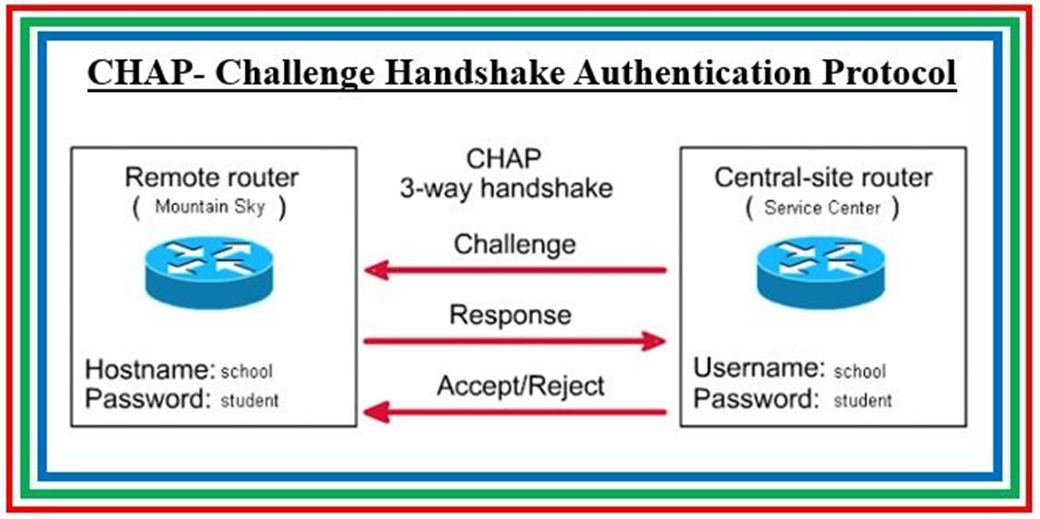 CHAP- Challenge Handshake Authentication Protocol
Remote router
( Mountain Sky )
Hostname: school
Password: student
CHAP
3-way handshake
Challenge
Response
Accept/Reject
Central-site router
( Service Center )
Username: school
Password: student